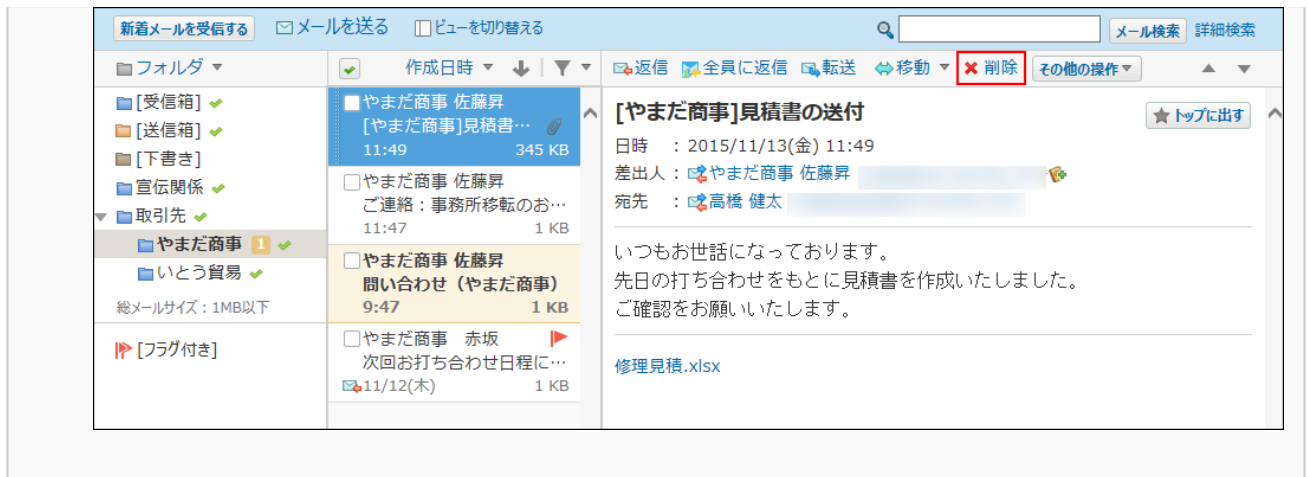 新着メールを受信する メールを送る ビューを切り替える メール検索 詳細検索
フォルダ 作成日時 返信 全員に返信 転送 移動 削除 その他の操作
[受信箱]
[送信箱]
[下書き]
宣伝関係
取引先
やまだ商事 1
いとう貿易
総メールサイズ：1MB以下
[フラグ付き]
やまだ商事 佐藤昇
[やまだ商事]見積書…
11:49 345 KB
やまだ商事 佐藤昇
ご連絡：事務所移転のお…
11:47 1 KB
やまだ商事 佐藤昇
問い合わせ（やまだ商事）
9:47 1 KB
やまだ商事　赤坂
次回お打ち合わせ日程に…
11/12(木) 1 KB
[やまだ商事]見積書の送付 トップに出す
日時 ：2015/11/13(金) 11:49
差出人：やまだ商事 佐藤昇
宛先 ：高橋 健太
いつもお世話になっております。
先日の打ち合わせをもとに見積書を作成いたしました。
ご確認をお願いいたします。
修理見積.xlsx